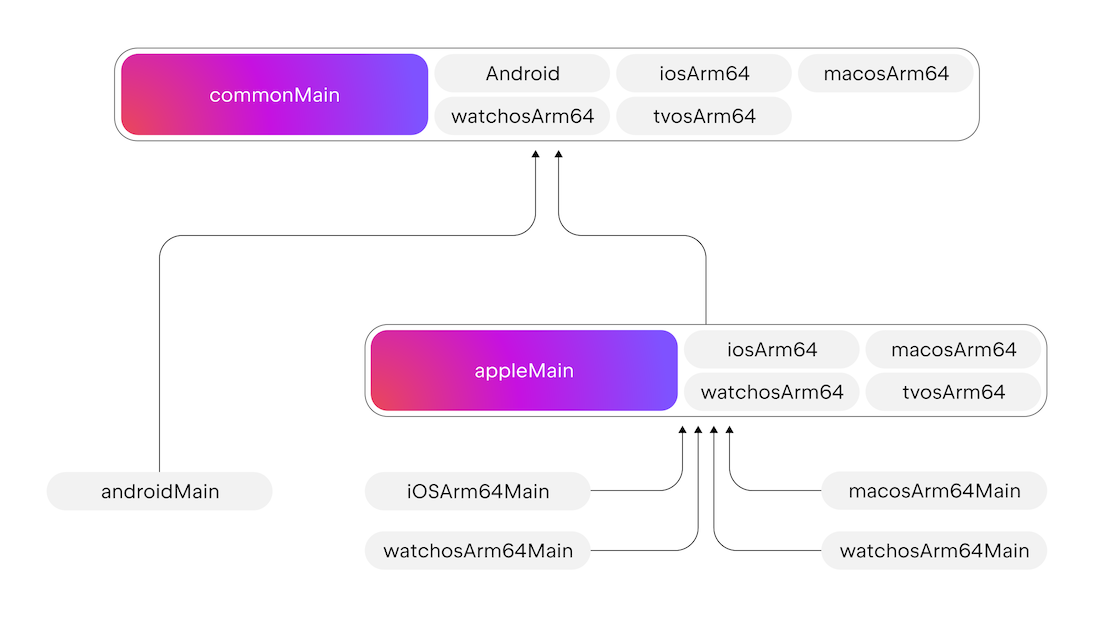 commonMain
Android
iosArm64
macosArm64
watchosArm64
tvosArm64
appleMain
iosArm64
macosArm64
watchosArm64
tvosArm64
androidMain
iOSArm64Main
macosArm64Main
watchosArm64Main
watchosArm64Main